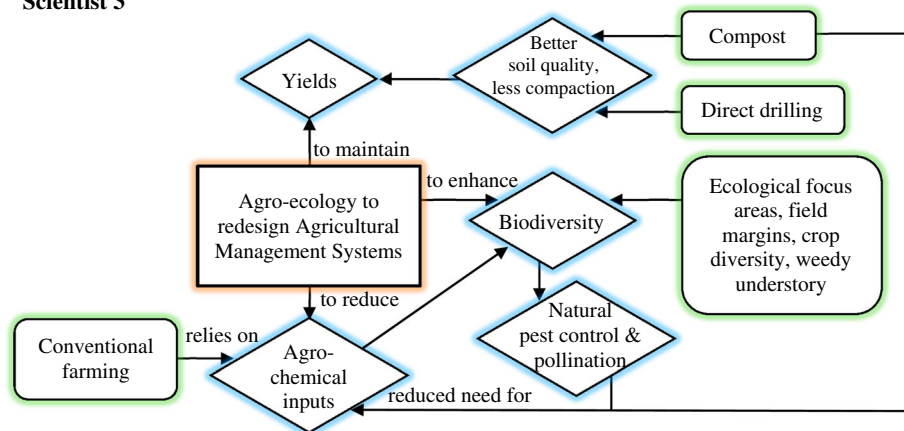 Scientist 3
Compost
Better
soil quality,
less compaction
Yields
Direct drilling
to maintain
Agro-ecology to
redesign Agricultural
Management Systems
to enhance
Biodiversity
Ecological focus
areas, field
margins, crop
diversity, weedy
understory
to reduce
Natural
pest control &
pollination
Conventional
farming
relies on
Agro-
chemical
inputs
reduced need for